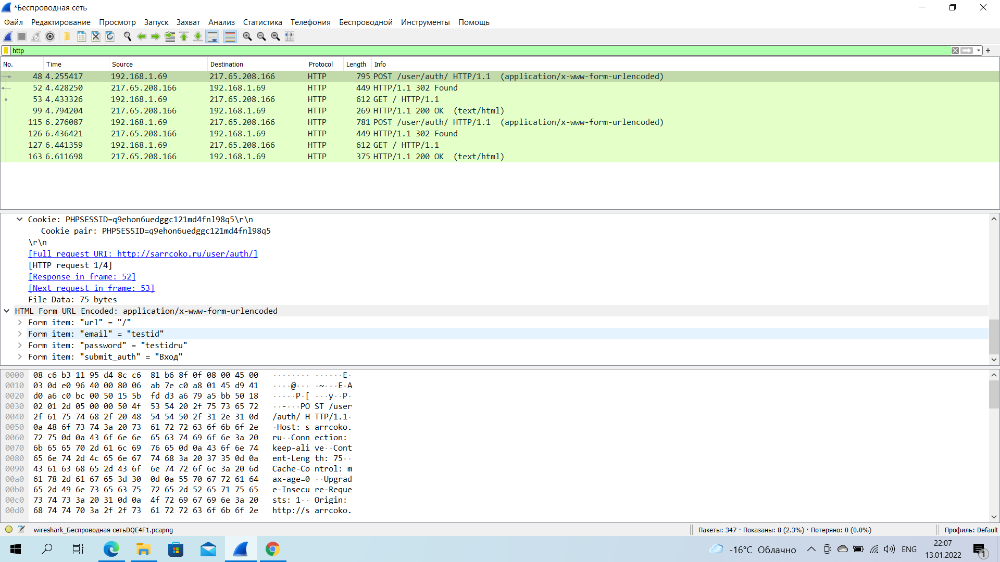 *Беспроводная сеть
Файл Редактирование Просмотр Запуск Захват Анализ Статистика Телефония Беспроводной Инструменты Помощь
http
No. Time Source Destination Protocol Length Info
48 4.255417 192.168.1.69 217.65.208.166 HTTP 795 POST /user/auth/ HTTP/1.1 (application/x-www-form-urlencoded)
52 4.428250 217.65.208.166 192.168.1.69 HTTP 449 HTTP/1.1 302 Found
53 4.433326 192.168.1.69 217.65.208.166 HTTP 612 GET / HTTP/1.1
99 4.794204 217.65.208.166 192.168.1.69 HTTP 269 HTTP/1.1 200 OK (text/html)
115 6.276087 192.168.1.69 217.65.208.166 HTTP 781 POST /user/auth/ HTTP/1.1 (application/x-www-form-urlencoded)
126 6.436421 217.65.208.166 192.168.1.69 HTTP 449 HTTP/1.1 302 Found
127 6.441359 192.168.1.69 217.65.208.166 HTTP 612 GET / HTTP/1.1
163 6.611698 217.65.208.166 192.168.1.69 HTTP 375 HTTP/1.1 200 OK (text/html)
Cookie: PHPSESSID=q9ehon6uedggc121md4fnl98q5\r\n
Cookie pair: PHPSESSID=q9ehon6uedggc121md4fnl98q5
\r\n
[Full request URI: http://sarrcoko.ru/user/auth/]
[HTTP request 1/4]
[Response in frame: 52]
[Next request in frame: 53]
File Data: 75 bytes
HTML Form URL Encoded: application/x-www-form-urlencoded
Form item: "url" = "/"
Form item: "email" = "testid"
Form item: "password" = "testidru"
Form item: "submit_auth" = "Вход"
0000 08 c6 b3 11 95 d4 8c c6 81 b6 8f 0f 08 00 45 00 ········ ······E·
0010 03 0d e0 96 40 00 80 06 ab 7e c0 a8 01 45 d9 41 ····@··· ·~···E·A
0020 d0 a6 c0 bc 00 50 15 5b fd d3 a6 79 a5 bb 50 18 ·····P·[ ···y··P·
0030 02 01 2d 05 00 00 50 4f 53 54 20 2f 75 73 65 72 ··-···PO ST /user
0040 2f 61 75 74 68 2f 20 48 54 54 50 2f 31 2e 31 0d /auth/ H TTP/1.1·
0050 0a 48 6f 73 74 3a 20 73 61 72 72 63 6f 6b 6f 2e ·Host: s arrcoko.
0060 72 75 0d 0a 43 6f 6e 6e 65 63 74 69 6f 6e 3a 20 ru··Conn ection:
0070 6b 65 65 70 2d 61 6c 69 76 65 0d 0a 43 6f 6e 74 keep-ali ve··Cont
0080 65 6e 74 2d 4c 65 6e 67 74 68 3a 20 37 35 0d 0a ent-Leng th: 75··
0090 43 61 63 68 65 2d 43 6f 6e 74 72 6f 6c 3a 20 6d Cache-Co ntrol: m
00a0 61 78 2d 61 67 65 3d 30 0d 0a 55 70 67 72 61 64 ax-age=0 ··Upgrad
00b0 65 2d 49 6e 73 65 63 75 72 65 2d 52 65 71 75 65 e-Insecu re-Reque
00c0 73 74 73 3a 20 31 0d 0a 4f 72 69 67 69 6e 3a 20 sts: 1·· Origin:
00d0 68 74 74 70 3a 2f 2f 73 61 72 72 63 6f 6b 6f 2e http://s arrcoko.
wireshark_Беспроводная сетьDQE4F1.pcapng Пакеты: 347 · Показаны: 8 (2.3%) · Потеряно: 0 (0.0%) Профиль: Default
-16°C Облачно ENG 22:07
13.01.2022 1